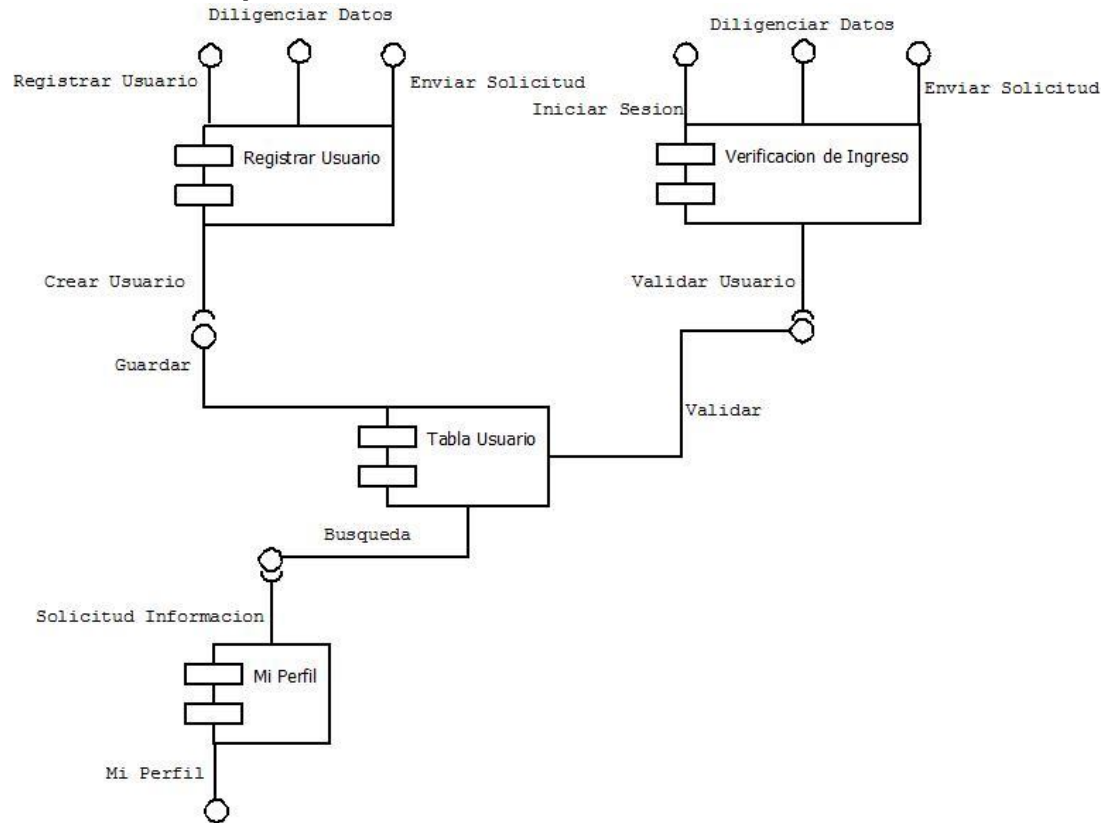 Diligenciar Datos
Diligenciar Datos
Registrar Usuario
Enviar Solicitud
Enviar Solicitud
Iniciar Sesion
Registrar Usuario
Verificacion de Ingreso
Crear Usuario
Validar Usuario
Guardar
Validar
Tabla Usuario
Busqueda
Solicitud Informacion
Mi Perfil
Mi Perfil